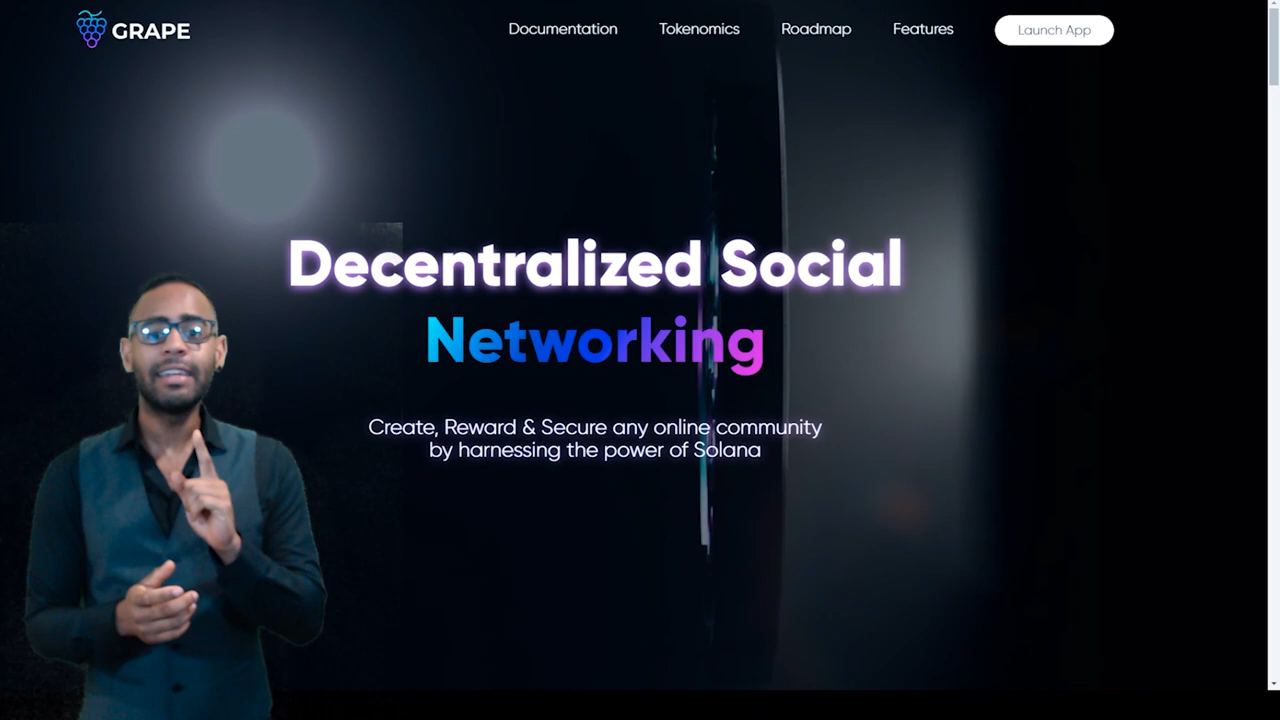 GRAPE
Documentation
Tokenomics
Roadmap
Features
Launch App
Decentralized Social
Networking
Create, Reward & Secure any online community
by harnessing the power of Solana